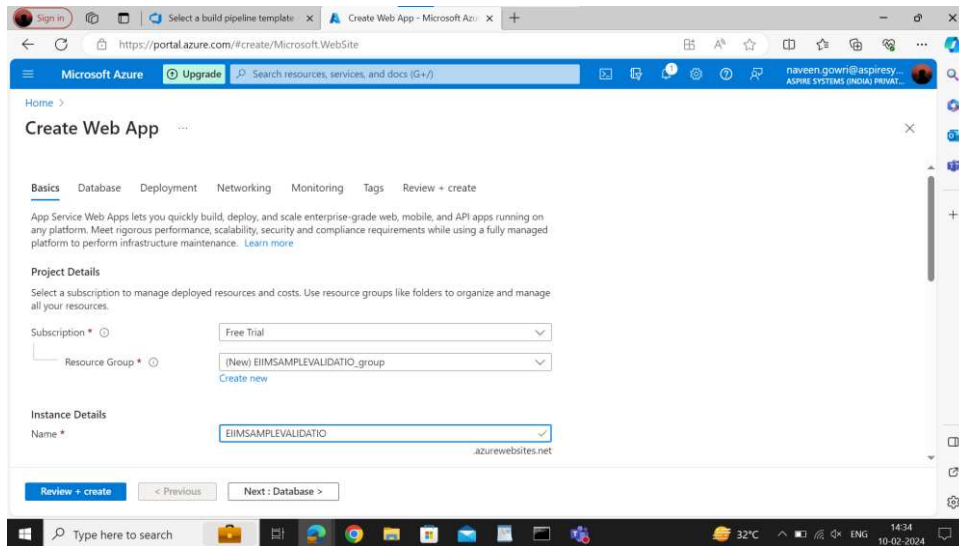 Sign in
Select a build pipeline template
Create Web App - Microsoft Azu
https://portal.azure.com/#create/Microsoft.WebSite
Microsoft Azure
Upgrade
Search resources, services, and docs (G+/)
1
naveen.gowri@aspiresy...
ASPIRE SYSTEMS (INDIA) PRIVAT...
Home >
Create Web App ...
Basics Database Deployment Networking Monitoring Tags Review + create
App Service Web Apps lets you quickly build, deploy, and scale enterprise-grade web, mobile, and API apps running on
any platform. Meet rigorous performance, scalability, security and compliance requirements while using a fully managed
platform to perform infrastructure maintenance. Learn more
Project Details
Select a subscription to manage deployed resources and costs. Use resource groups like folders to organize and manage
all your resources.
Subscription *
Free Trial
Resource Group *
(New) EIIMSAMPLEVALIDATIO_group
Create new
Instance Details
Name *
EIIMSAMPLEVALIDATIO
.azurewebsites.net
Review + create
< Previous
Next : Database >
Type here to search
32°C
ENG
14:34
10-02-2024